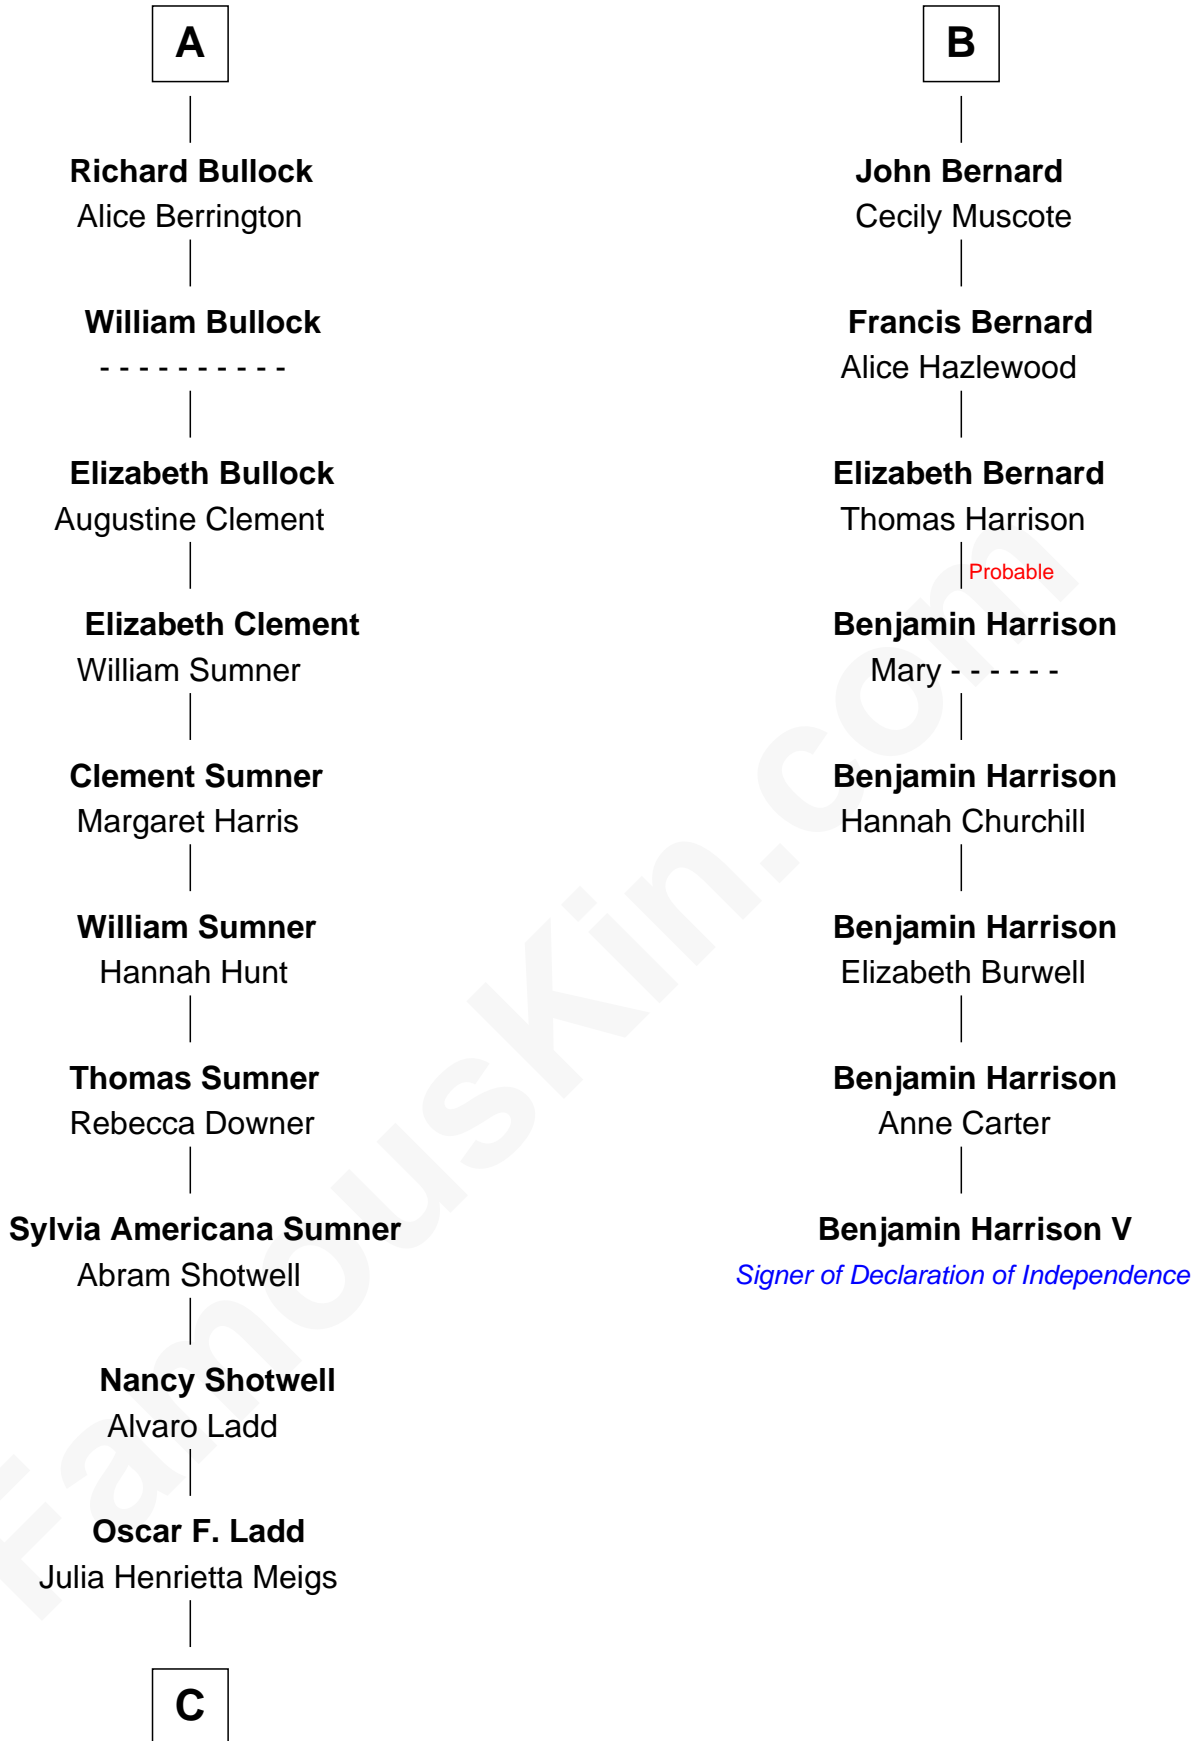 A
Richard Bullock
Alice Berrington
William Bullock
- - - - - - - - - -
Elizabeth Bullock
Augustine Clement
Elizabeth Clement
William Sumner
Clement Sumner
Margaret Harris
William Sumner
Hannah Hunt
Thomas Sumner
Rebecca Downer
Sylvia Americana Sumner
Abram Shotwell
Nancy Shotwell
Alvaro Ladd
Oscar F. Ladd
Julia Henrietta Meigs
C
B
John Bernard
Cecily Muscote
Francis Bernard
Alice Hazlewood
Elizabeth Bernard
Thomas Harrison
Probable
Benjamin Harrison
Mary - - - - - -
Benjamin Harrison
Hannah Churchill
Benjamin Harrison
Elizabeth Burwell
Benjamin Harrison
Anne Carter
Benjamin Harrison V
Signer of Declaration of Independence
FamousKin.com